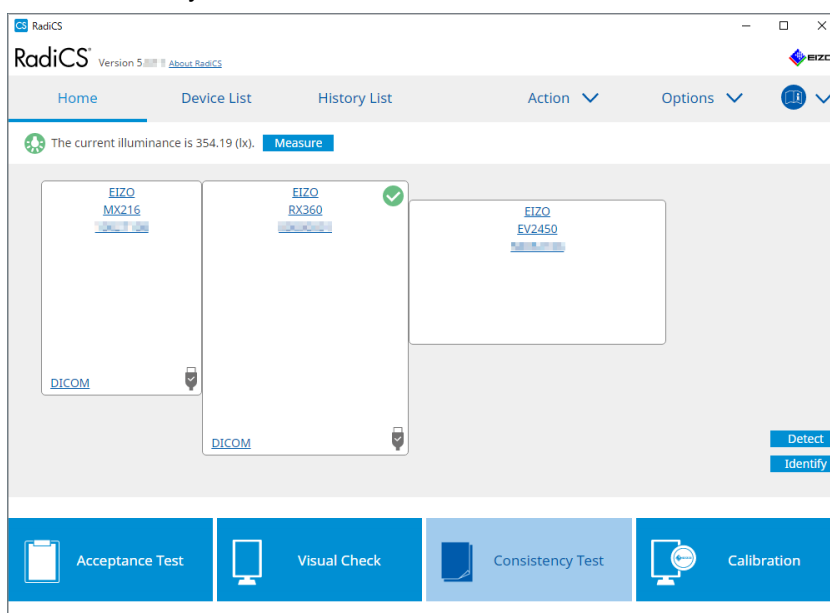 CS RadiCS
RadiCS Version 5. About RadiCS
EIZO
Home Device List History List Action Options
The current illuminance is 354.19 (lx). Measure
EIZO
MX216
DICOM
EIZO
RX360
DICOM
EIZO
EV2450
Detect
Identify
Acceptance Test Visual Check Consistency Test Calibration